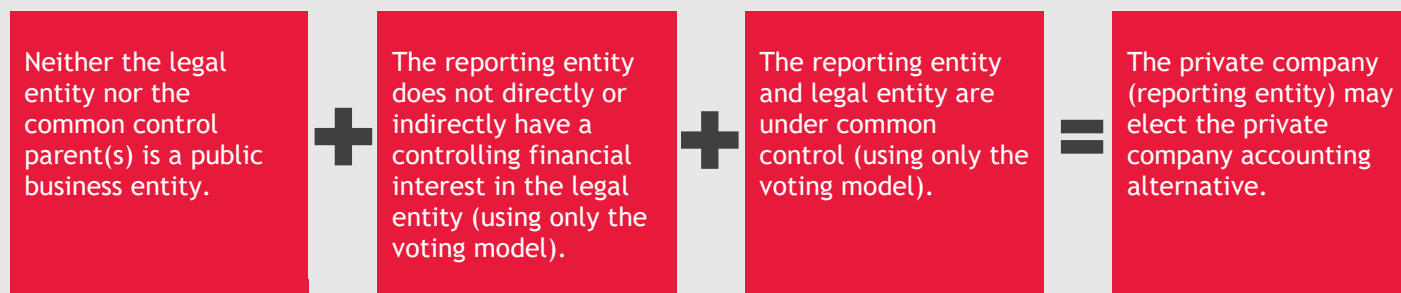 Neither the legal
entity nor the
common control
parent(s) is a public
business entity.
+
The reporting entity
does not directly or
indirectly have a
controlling financial
interest in the legal
entity (using only the
voting model).
+
The reporting entity
and legal entity are
under common
control (using only the
voting model).
=
The private company
(reporting entity) may
elect the private
company accounting
alternative.